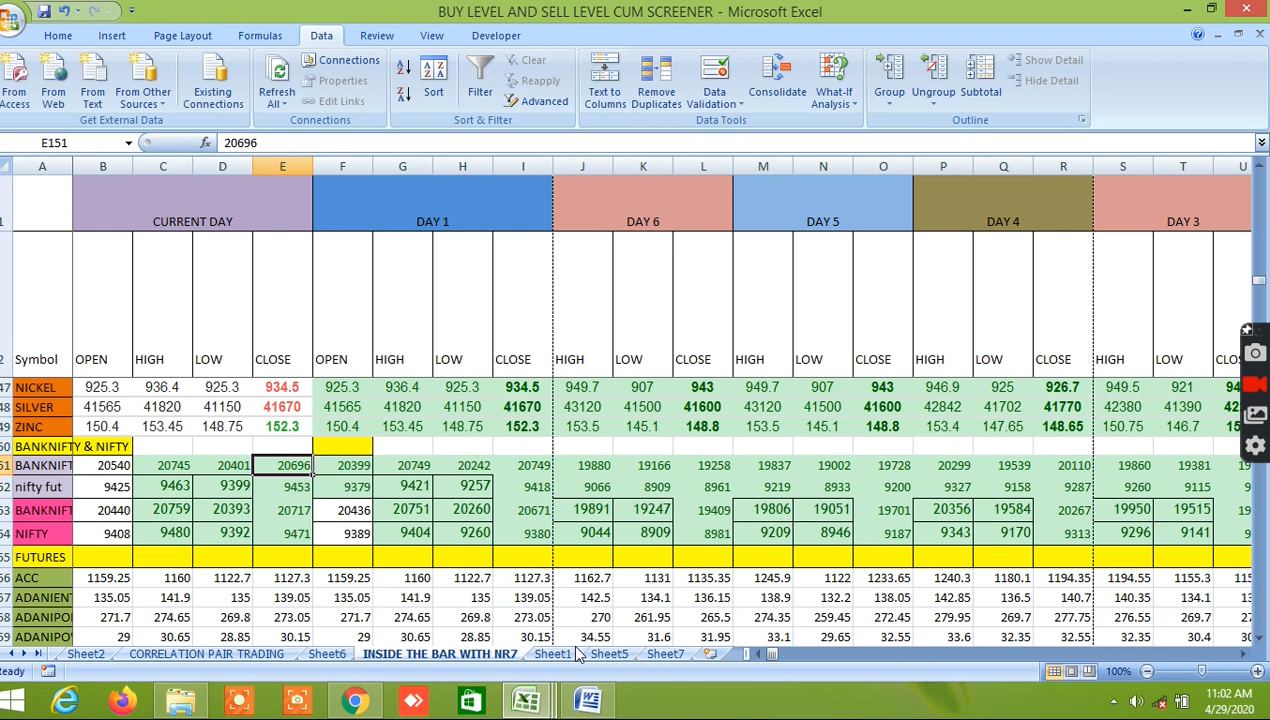 BUY LEVEL AND SELL LEVEL CUM SCREENER - Microsoft Excel
Home Insert Page Layout Formulas Data Review View Developer
From Access From Web From Text From Other Sources Existing Connections
Get External Data
Refresh All Connections Properties Edit Links
Connections
Sort Filter Clear Reapply Advanced
Sort & Filter
Text to Columns Remove Duplicates Data Validation Consolidate What-If Analysis
Data Tools
Group Ungroup Subtotal Show Detail Hide Detail
Outline
E151 fx 20696
A B C D E F G H I J K L M N O P Q R S T U
1 CURRENT DAY DAY 1 DAY 6 DAY 5 DAY 4 DAY 3
2 Symbol OPEN HIGH LOW CLOSE OPEN HIGH LOW CLOSE HIGH LOW CLOSE HIGH LOW CLOSE HIGH LOW CLOSE HIGH LOW
47 NICKEL 925.3 936.4 925.3 934.5 925.3 936.4 925.3 934.5 949.7 907 943 949.7 907 943 946.9 925 926.7 949.5 921
48 SILVER 41565 41820 41150 41670 41565 41820 41150 41670 43120 41500 41600 43120 41500 41600 42842 41702 41770 42380 41390
49 ZINC 150.4 153.45 148.75 152.3 150.4 153.45 148.75 152.3 153.5 145.1 148.8 153.5 145.1 148.8 153.4 147.65 148.65 150.75 146.7
50 BANKNIFTY & NIFTY
51 BANKNIFT 20540 20745 20401 20696 20399 20749 20242 20749 19880 19166 19258 19837 19002 19728 20299 19539 20110 19860 19381
52 nifty fut 9425 9463 9399 9453 9379 9421 9257 9418 9066 8909 8961 9219 8933 9200 9327 9158 9287 9260 9115
53 BANKNIFT 20440 20759 20393 20717 20436 20751 20260 20671 19891 19247 19409 19806 19051 19701 20356 19584 20267 19950 19515
54 NIFTY 9408 9480 9392 9471 9389 9404 9260 9380 9044 8909 8981 9209 8946 9187 9343 9170 9313 9296 9141
55 FUTURES
56 ACC 1159.25 1160 1122.7 1127.3 1159.25 1160 1122.7 1127.3 1162.7 1131 1135.35 1245.9 1122 1233.65 1240.3 1180.1 1194.35 1194.55 1155.3
57 ADANIENT 135.05 141.9 135 139.05 135.05 141.9 135 139.05 142.5 134.1 136.15 138.9 132.2 138.05 142.85 136.5 140.7 140.35 134.1
58 ADANIPO 271.7 274.65 269.8 273.05 271.7 274.65 269.8 273.05 270 261.95 265.5 274.35 259.45 272.45 289.95 272.8 277.55 276.55 267.2
59 ADANIPO 29 30.65 28.85 30.15 29 30.65 28.85 30.15 34.55 31.6 31.95 33.1 29.65 32.55 33.6 32.35 32.55 32.35 30.4
Sheet2 CORRELATION PAIR TRADING Sheet6 INSIDE THE BAR WITH NR7 Sheet1 Sheet5 Sheet7
Ready 100%
11:02 AM
4/29/2020